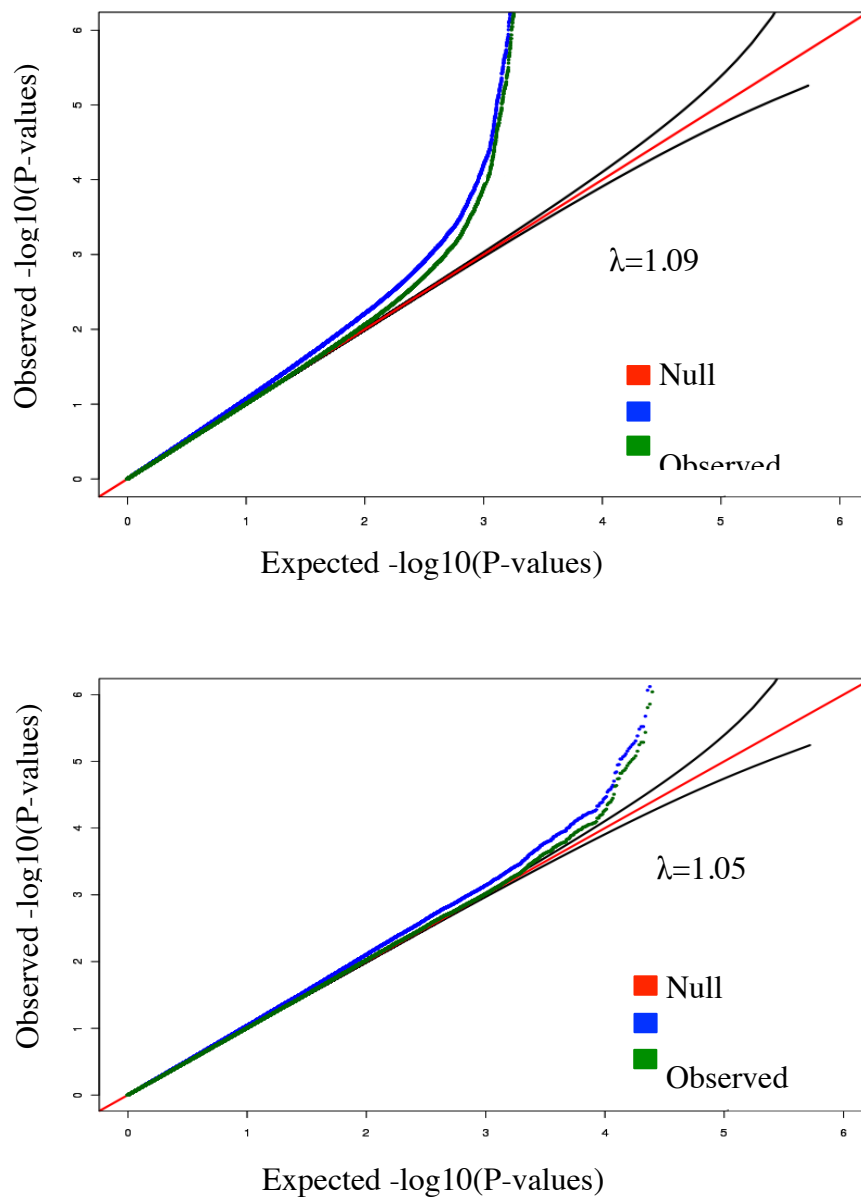 6
5
4
3
2
1
0
Observed -log10(P-values)
λ=1.09
Null
Observed
0 1 2 3 4 5 6
Expected -log10(P-values)
6
5
4
3
2
1
0
Observed -log10(P-values)
λ=1.05
Null
Observed
0 1 2 3 4 5 6
Expected -log10(P-values)